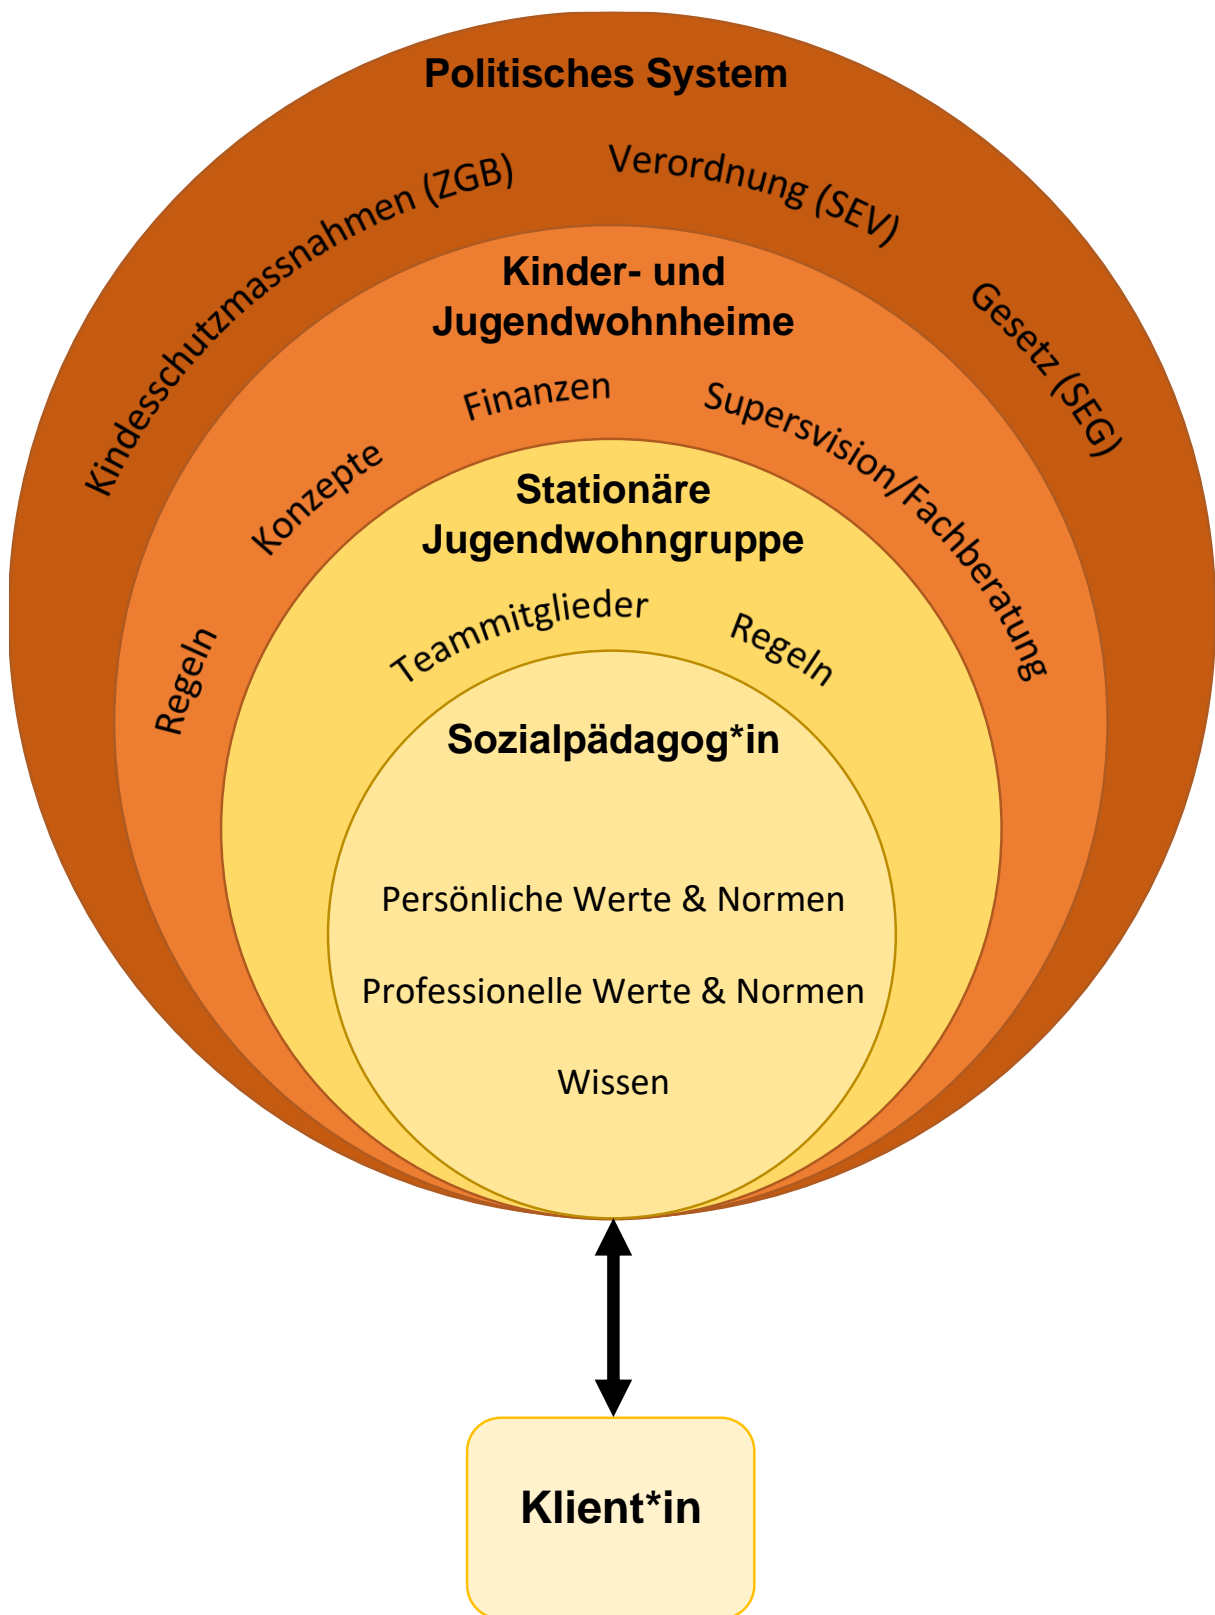 Politisches System
Kindesschutzmassnahmen (ZGB)
Verordnung (SEV)
Gesetz (SEG)
Kinder- und
Jugendwohnheime
Regeln
Konzepte
Finanzen
Supersvision/Fachberatung
Stationäre
Jugendwohngruppe
Teammitglieder
Regeln
Sozialpädagog*in
Persönliche Werte & Normen
Professionelle Werte & Normen
Wissen
Klient*in